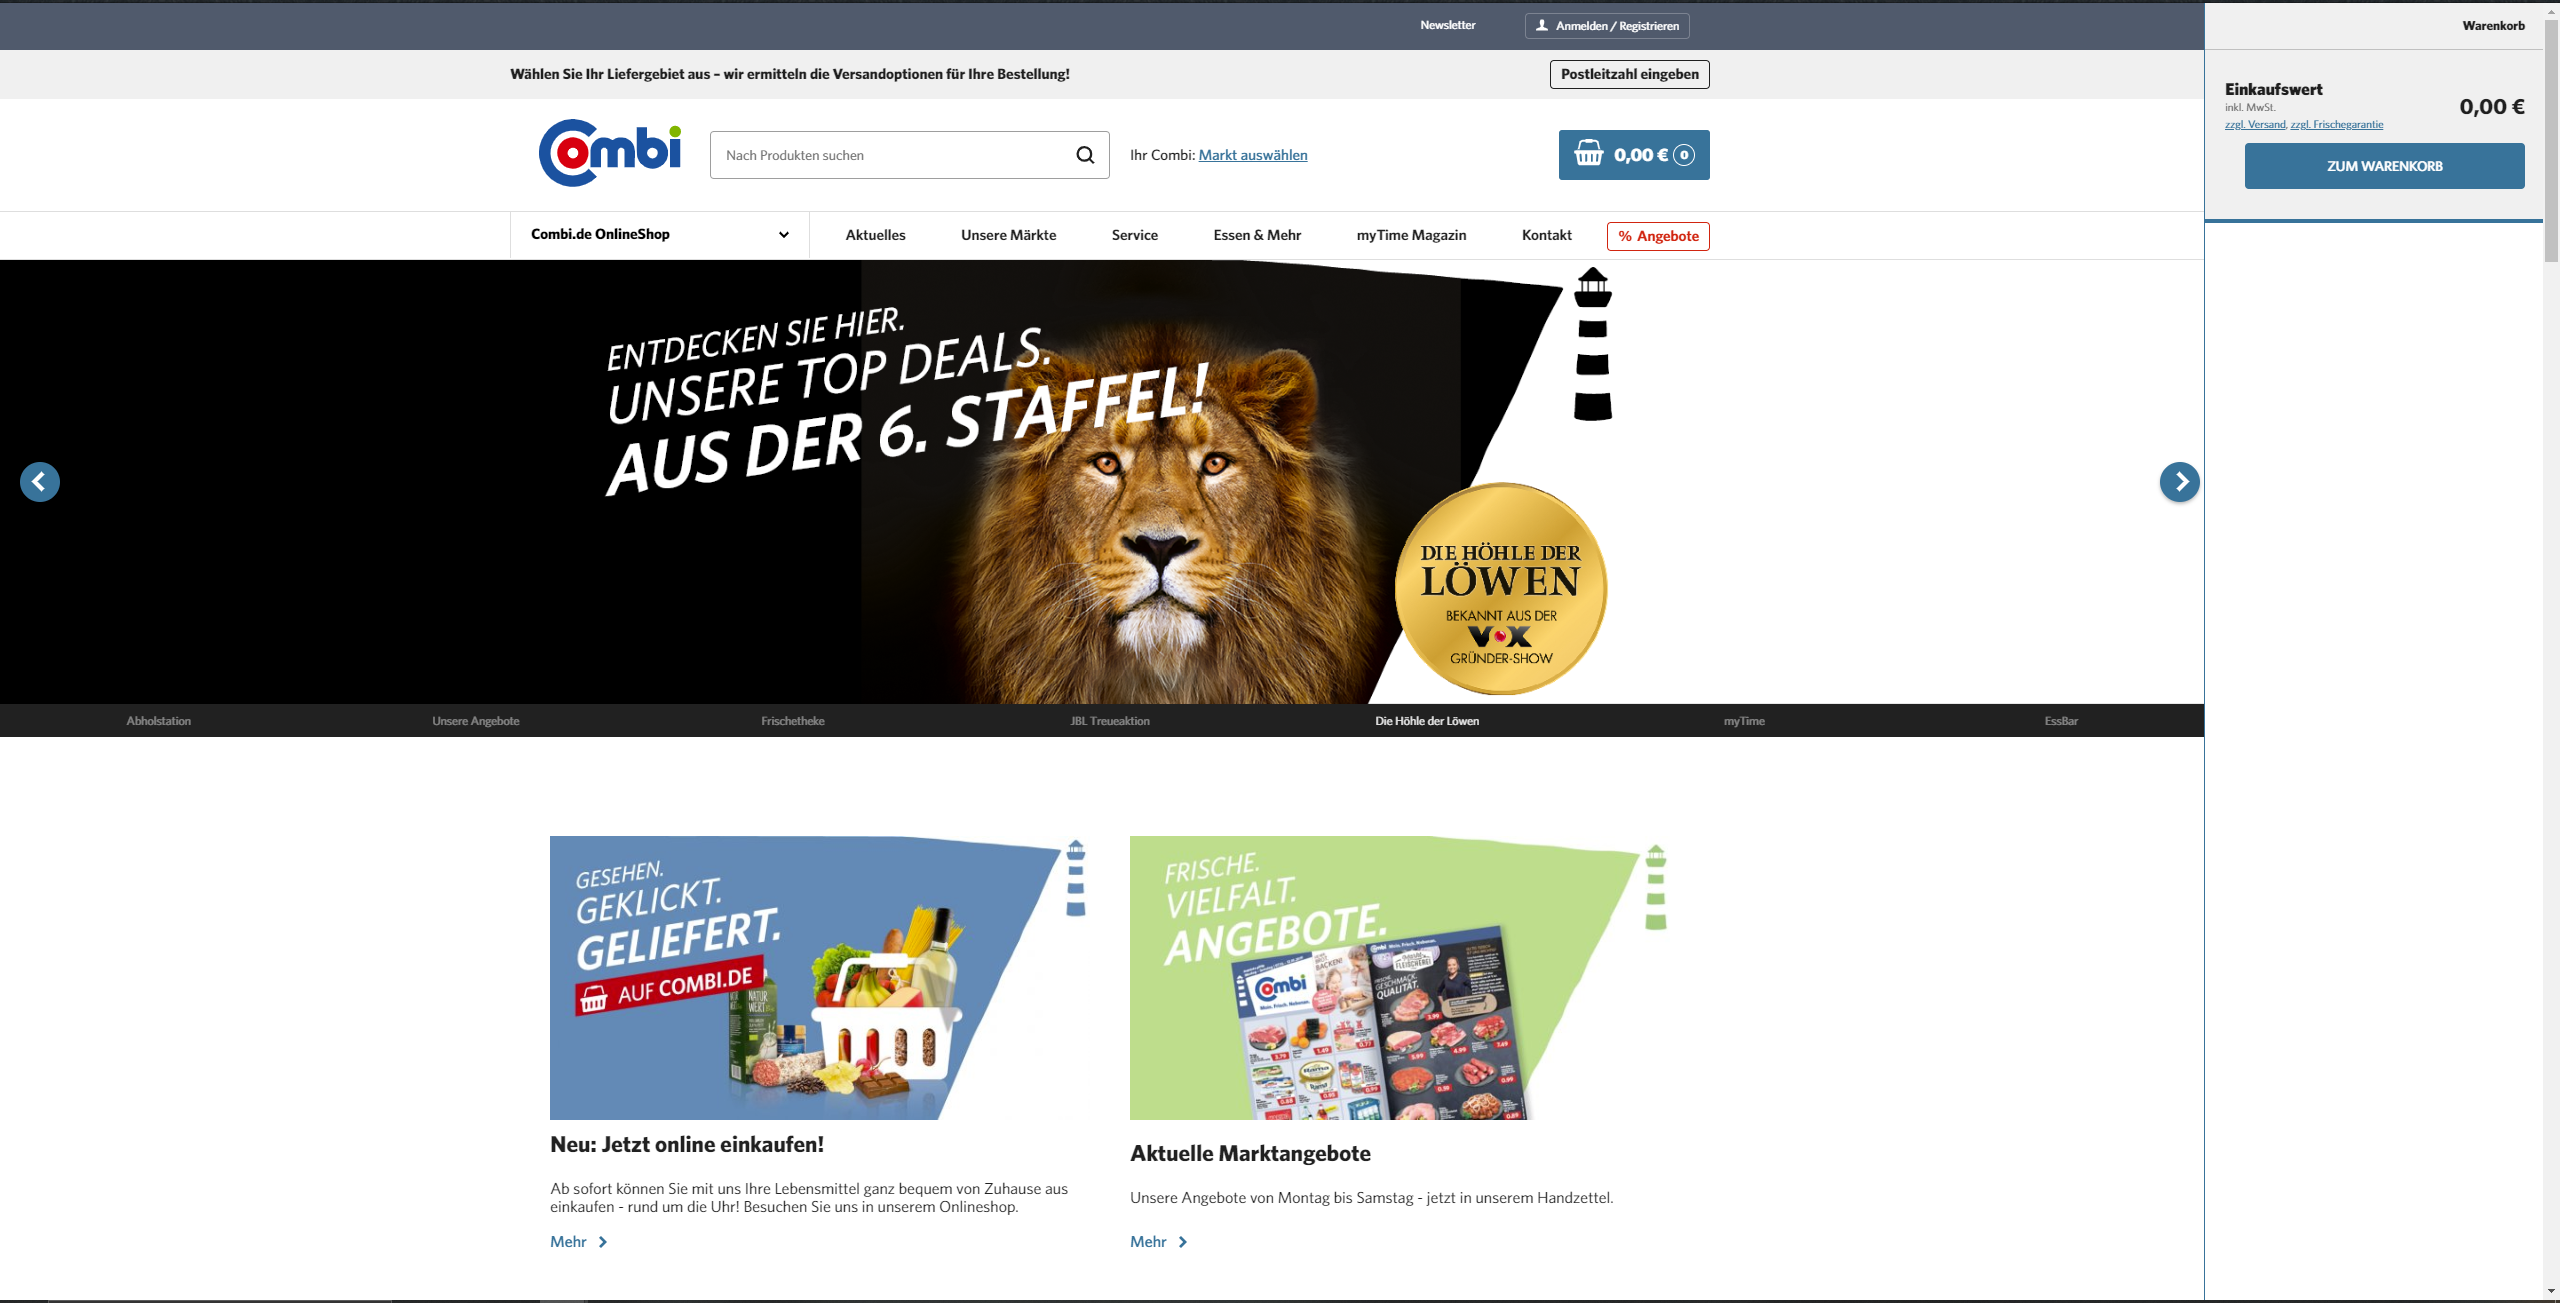 Newsletter
Anmelden / Registrieren
Warenkorb
Wählen Sie Ihr Liefergebiet aus – wir ermitteln die Versandoptionen für Ihre Bestellung!
Postleitzahl eingeben
Einkaufswert
inkl. MwSt.
zzgl. Versand, zzgl. Frischegarantie
0,00 €
ZUM WARENKORB
Combi
Nach Produkten suchen
Ihr Combi: Markt auswählen
0,00 € 0
Combi.de OnlineShop
Aktuelles
Unsere Märkte
Service
Essen & Mehr
myTime Magazin
Kontakt
% Angebote
ENTDECKEN SIE HIER.
UNSERE TOP DEALS.
AUS DER 6. STAFFEL!
DIE HÖHLE DER
LÖWEN
BEKANNT AUS DER
VOX
GRÜNDER-SHOW
Abholstation
Unsere Angebote
Frischetheke
JBL Treueaktion
Die Höhle der Löwen
myTime
EssBar
GESEHEN.
GEKLICKT.
GELIEFERT.
AUF COMBI.DE
NATUR
WERT
FRISCHE.
VIELFALT.
ANGEBOTE.
Combi
FLEISCHEREI
FRISCHE.
GESCHMACK.
QUALITÄT.
Neu: Jetzt online einkaufen!
Ab sofort können Sie mit uns Ihre Lebensmittel ganz bequem von Zuhause aus
einkaufen - rund um die Uhr! Besuchen Sie uns in unserem Onlineshop.
Mehr
Aktuelle Marktangebote
Unsere Angebote von Montag bis Samstag - jetzt in unserem Handzettel.
Mehr